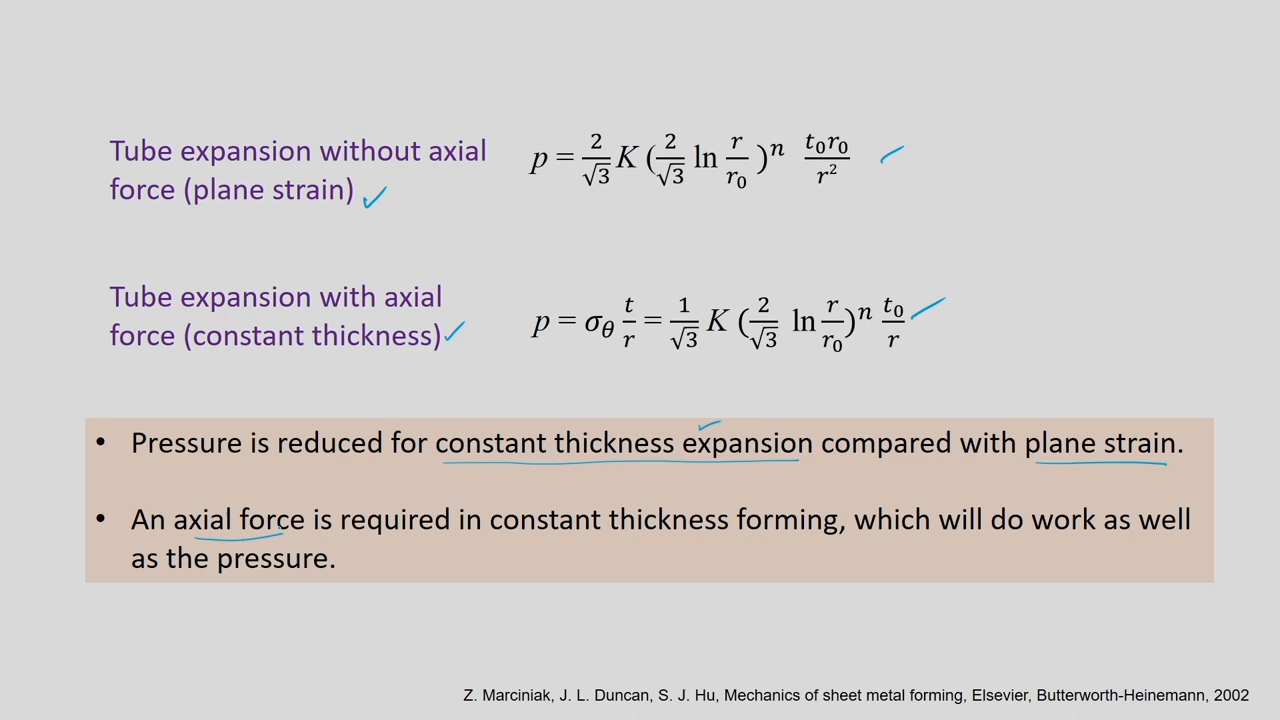 Tube expansion without axial
force (plane strain)
p = 2/√3 K (2/√3 ln r/r₀ )ⁿ t₀r₀/r²
Tube expansion with axial
force (constant thickness)
p = σ_θ t/r = 1/√3 K (2/√3 ln r/r₀)ⁿ t₀/r
• Pressure is reduced for constant thickness expansion compared with plane strain.
• An axial force is required in constant thickness forming, which will do work as well
as the pressure.
Z. Marciniak, J. L. Duncan, S. J. Hu, Mechanics of sheet metal forming, Elsevier, Butterworth-Heinemann, 2002